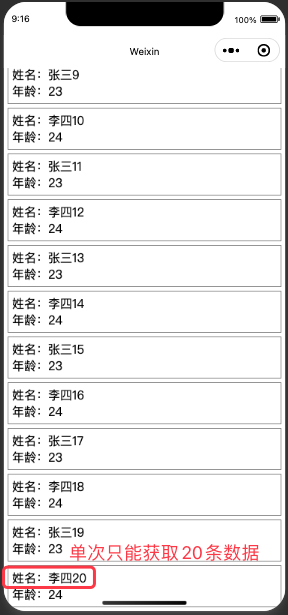 9:16
100%
Weixin
姓名：张三9
年龄：23
姓名：李四10
年龄：24
姓名：张三11
年龄：23
姓名：李四12
年龄：24
姓名：张三13
年龄：23
姓名：李四14
年龄：24
姓名：张三15
年龄：23
姓名：李四16
年龄：24
姓名：张三17
年龄：23
姓名：李四18
年龄：24
姓名：张三19
年龄：23
单次只能获取20条数据
姓名：李四20
年龄：24